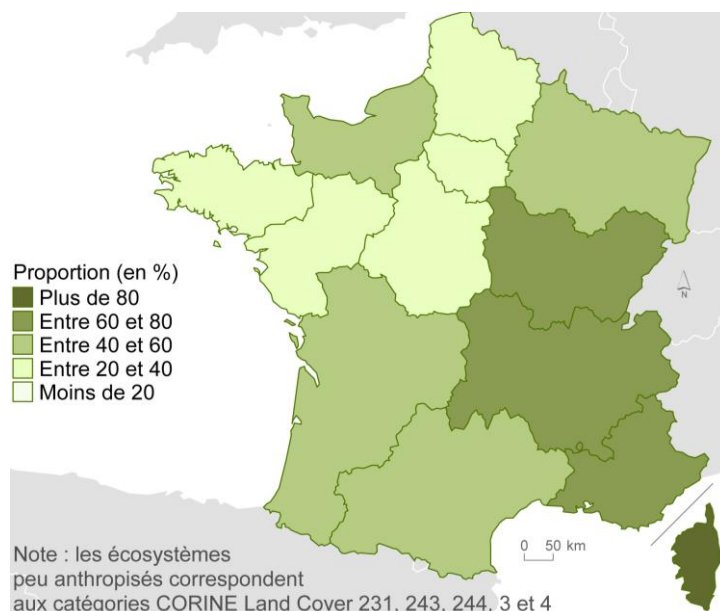 Proportion (en %)
Plus de 80
Entre 60 et 80
Entre 40 et 60
Entre 20 et 40
Moins de 20
N
0 50 km
Note : les écosystèmes
peu anthropisés correspondent
aux catégories CORINE Land Cover 231, 243, 244, 3 et 4